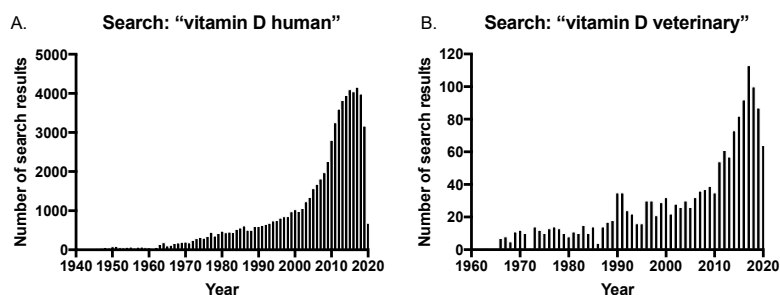 A.
Search: “vitamin D human”
Number of search results
5000
4000
3000
2000
1000
0
1940 1950 1960 1970 1980 1990 2000 2010 2020
Year
B.
Search: “vitamin D veterinary”
Number of search results
120
100
80
60
40
20
0
1960 1970 1980 1990 2000 2010 2020
Year